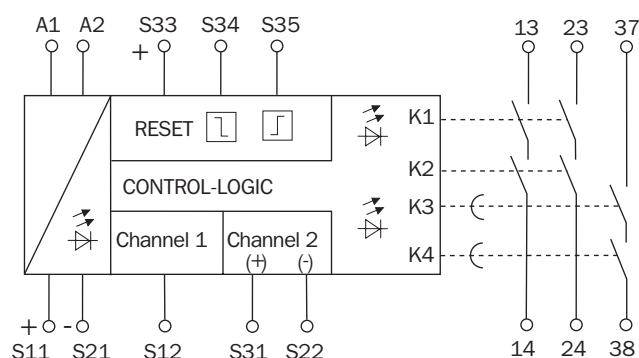 A1 A2 S33 S34 S35 13 23 37
+
RESET K1
K2
CONTROL-LOGIC
K3
Channel 1 Channel 2
(+) (-) K4
+ -
S11 S21 S12 S31 S22 14 24 38